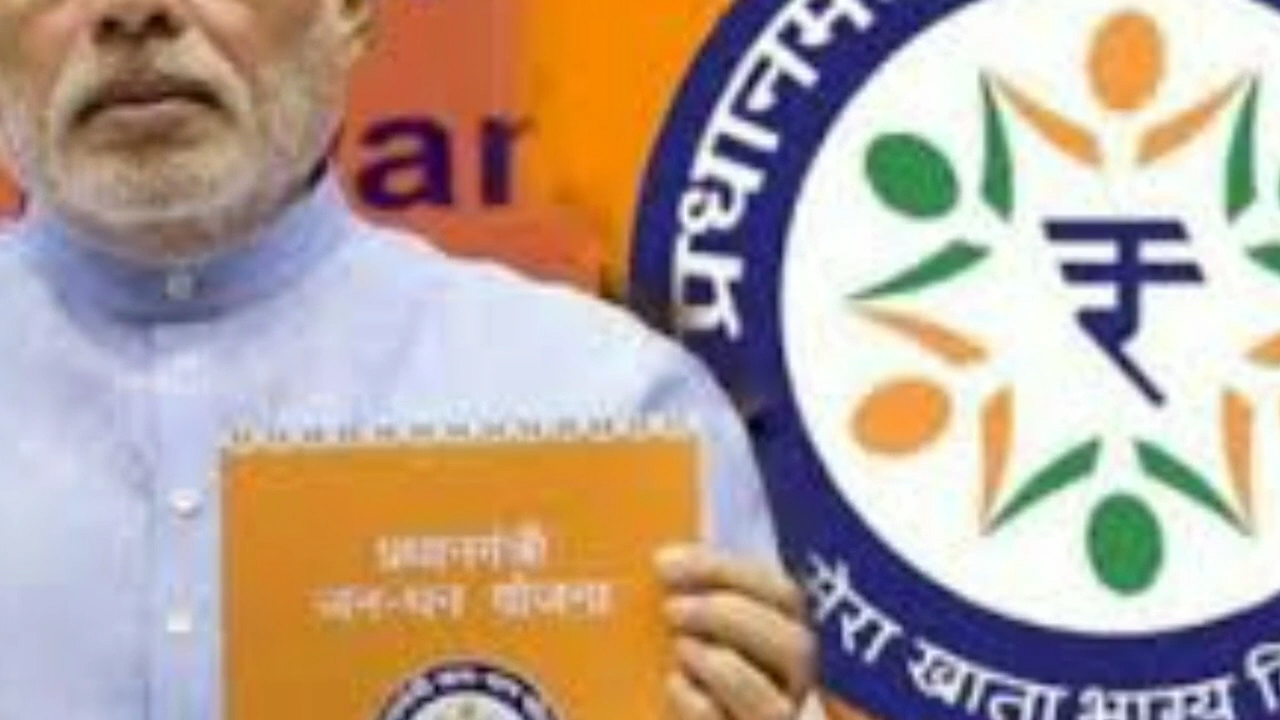 ar
प्रधानमं
₹
मेरा खाता भाग्य वि
प्रधानमंत्री
जन-धन योजना